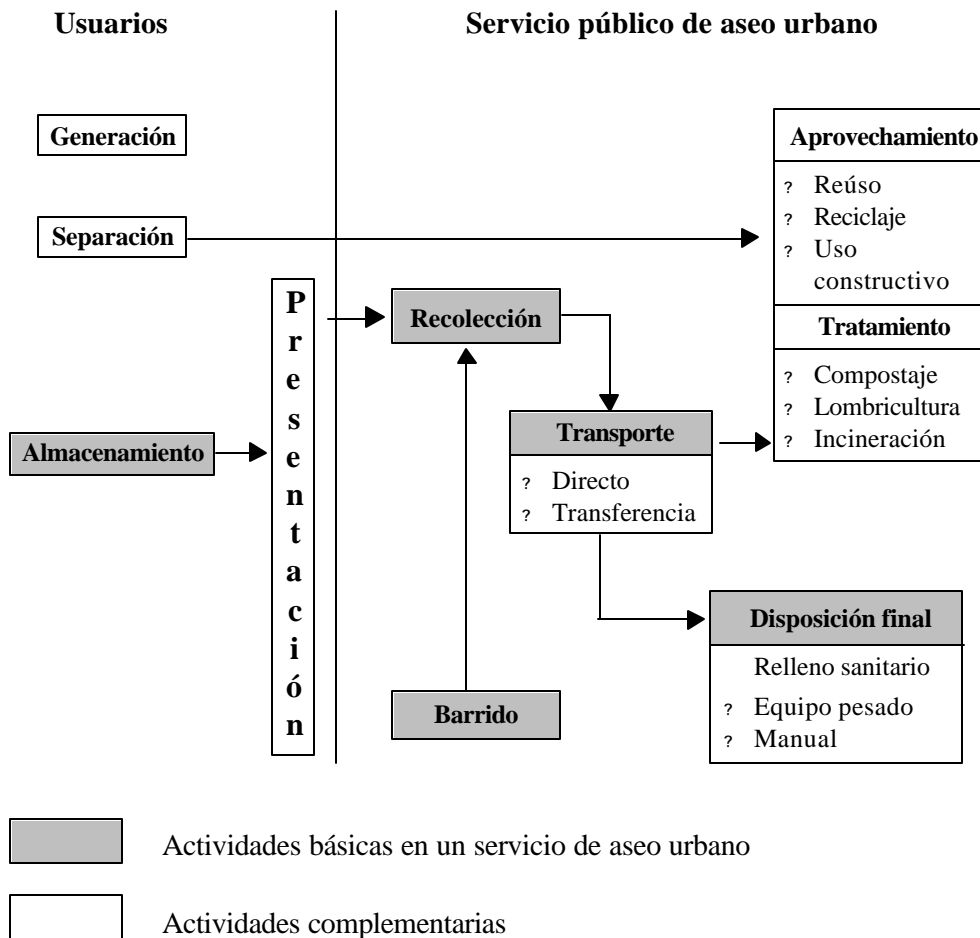 Usuarios
Servicio público de aseo urbano
Generación
Separación
Almacenamiento
Presentación
Recolección
Barrido
Transporte
? Directo
? Transferencia
Aprovechamiento
? Reúso
? Reciclaje
? Uso
constructivo
Tratamiento
? Compostaje
? Lombricultura
? Incineración
Disposición final
Relleno sanitario
? Equipo pesado
? Manual
Actividades básicas en un servicio de aseo urbano
Actividades complementarias